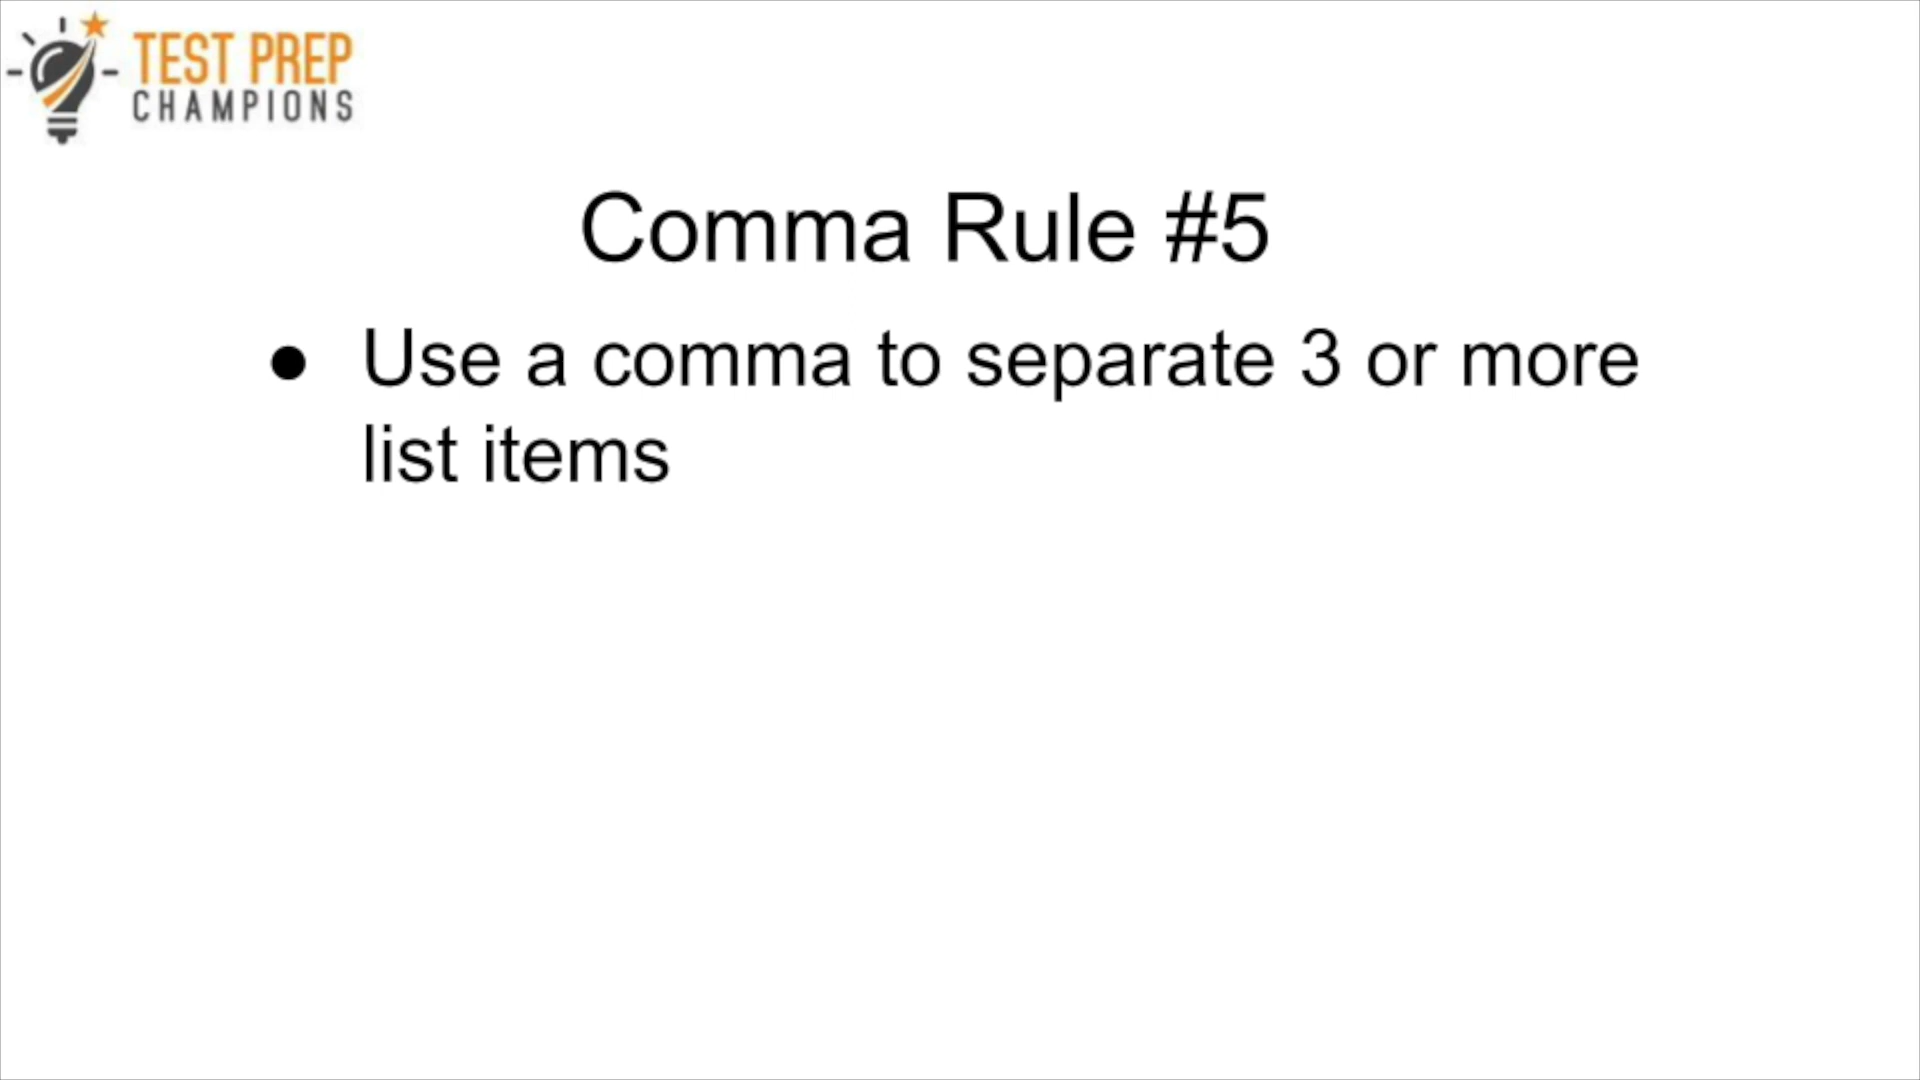 TEST PREP
CHAMPIONS
Comma Rule #5
● Use a comma to separate 3 or more
list items